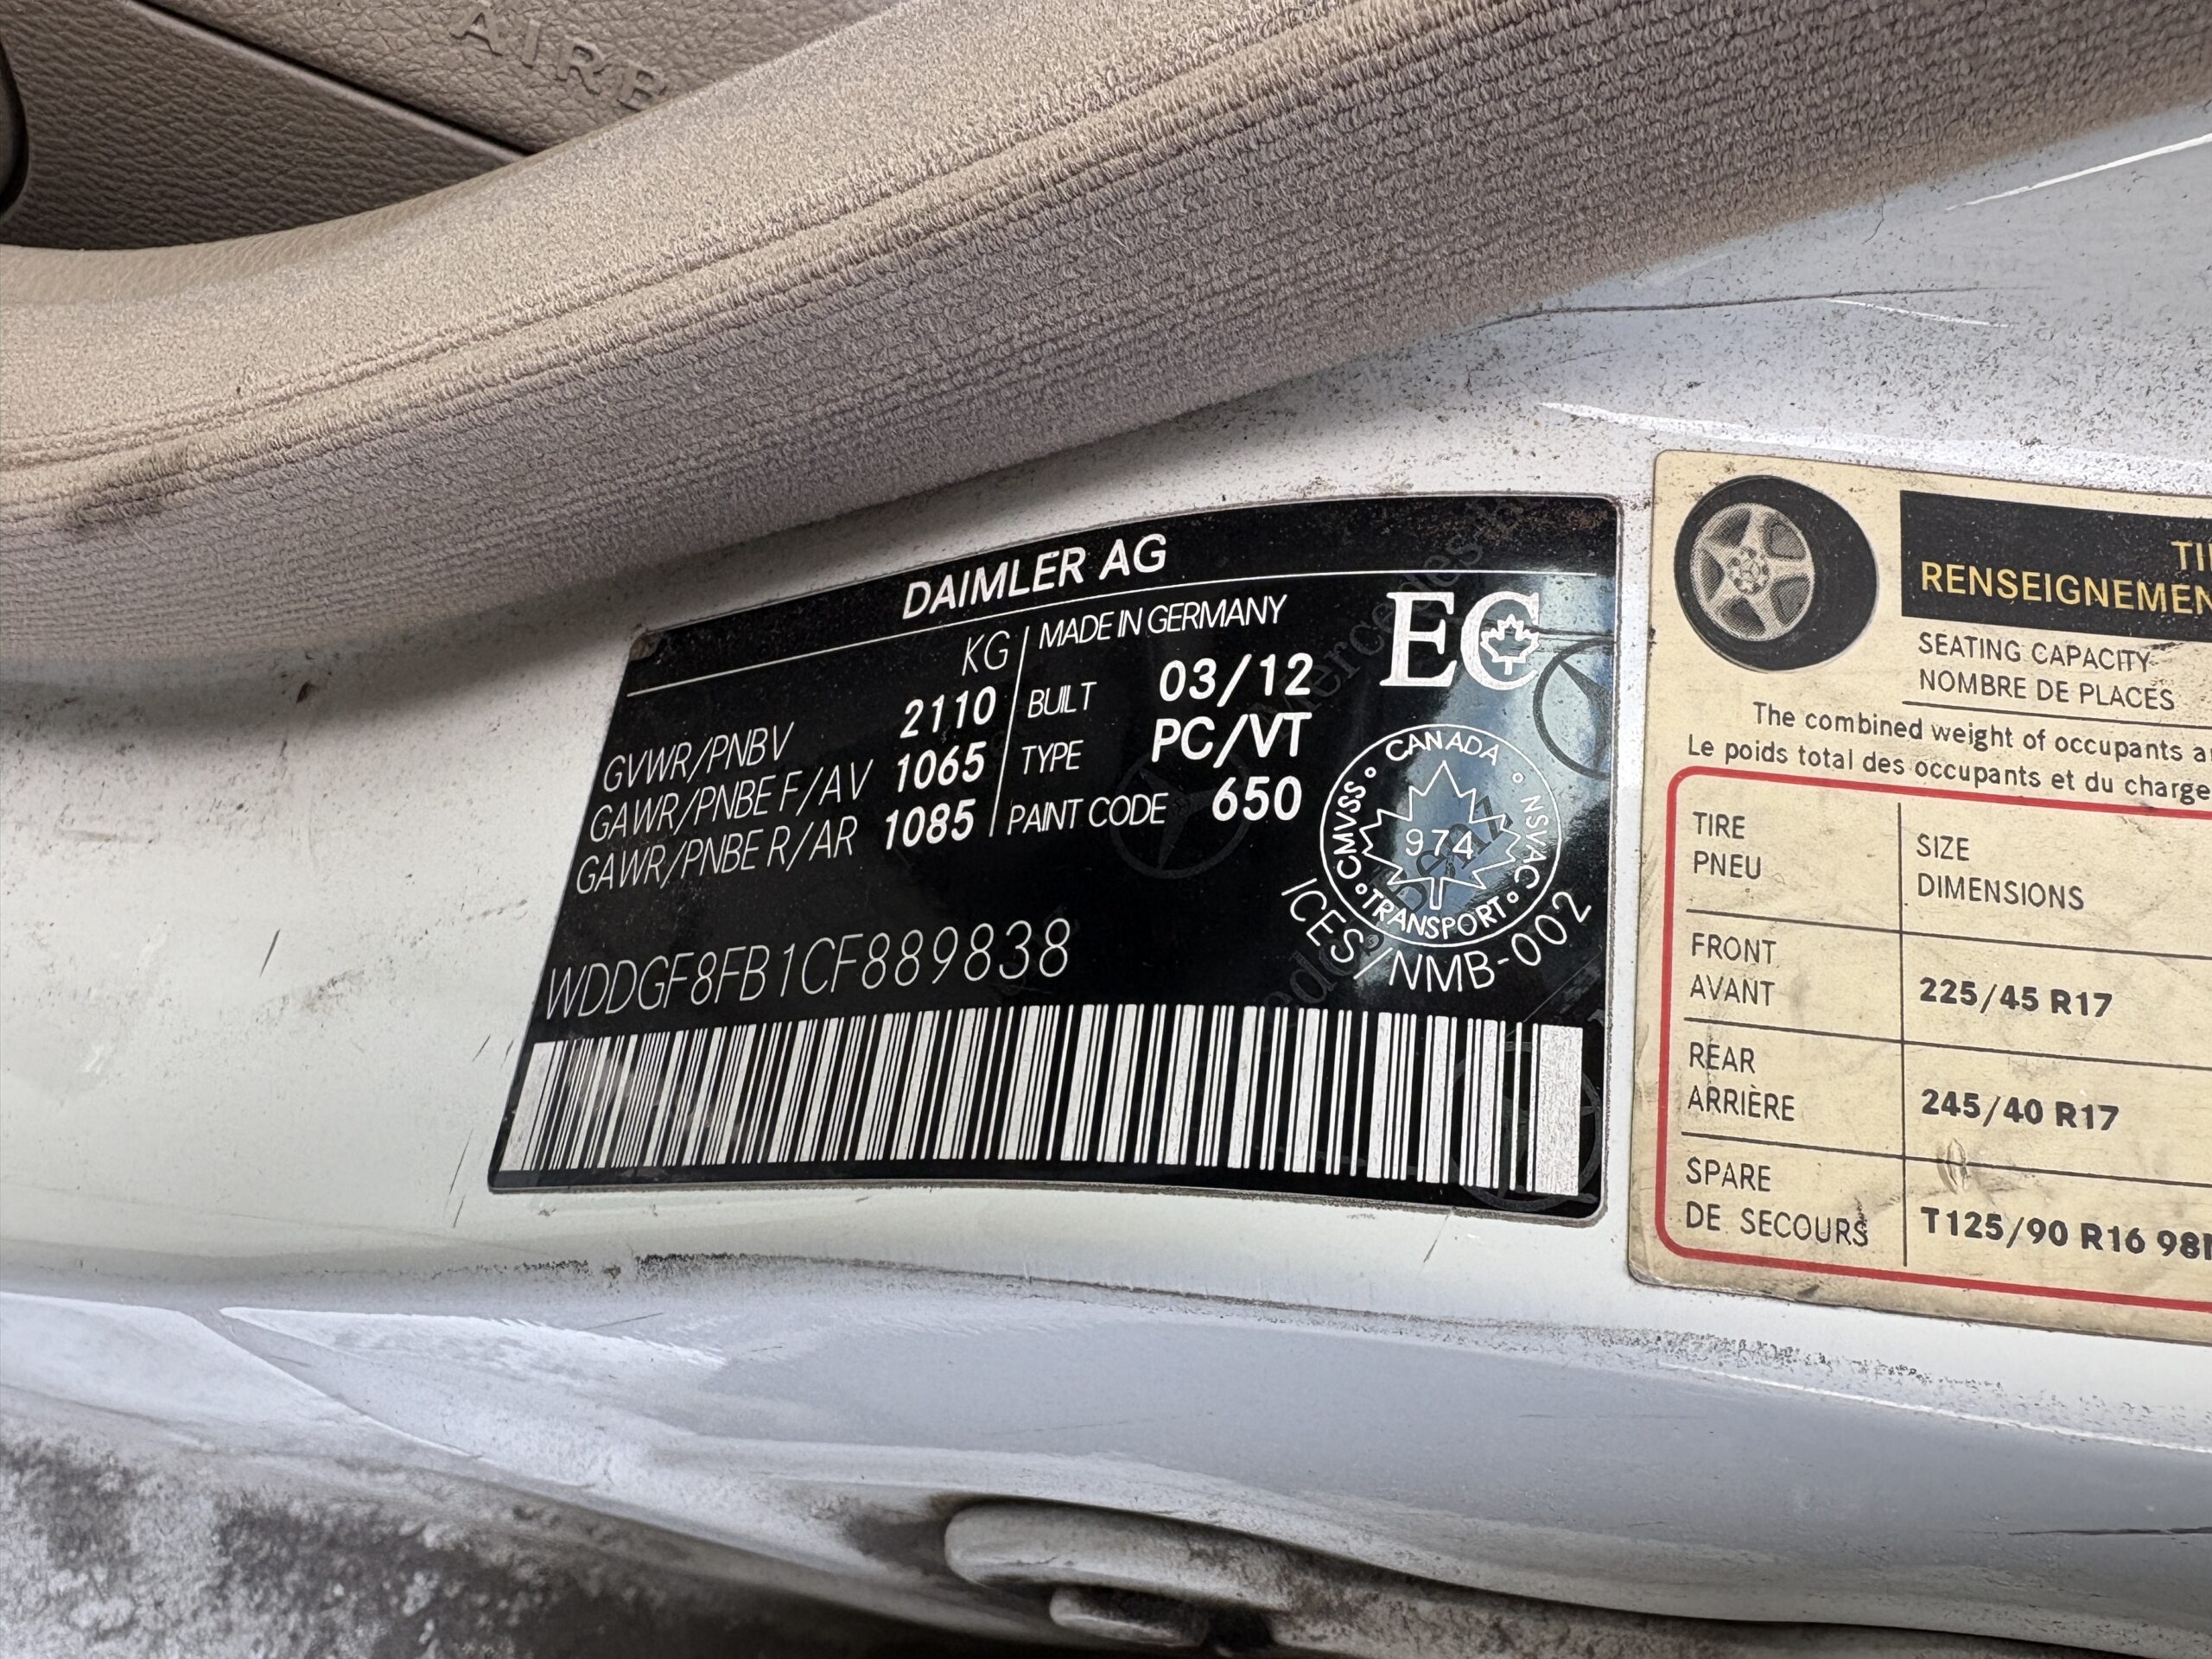 AIRB
DAIMLER AG
KG
MADE IN GERMANY
GVWR/PNBV 2110
GAWR/PNBE F/AV 1065
GAWR/PNBE R/AR 1085
BUILT 03/12
TYPE PC/VT
PAINT CODE 650
EC
CANADA
CMVSS NSVAC
974
TRANSPORT
ICES/NMB-002
WDDGF8FB1CF889838
TI
RENSEIGNEMEN
SEATING CAPACITY
NOMBRE DE PLACES
The combined weight of occupants a
Le poids total des occupants et du charge
TIRE
PNEU
SIZE
DIMENSIONS
FRONT
AVANT
225/45 R17
REAR
ARRIÈRE
245/40 R17
SPARE
DE SECOURS
T125/90 R16 98